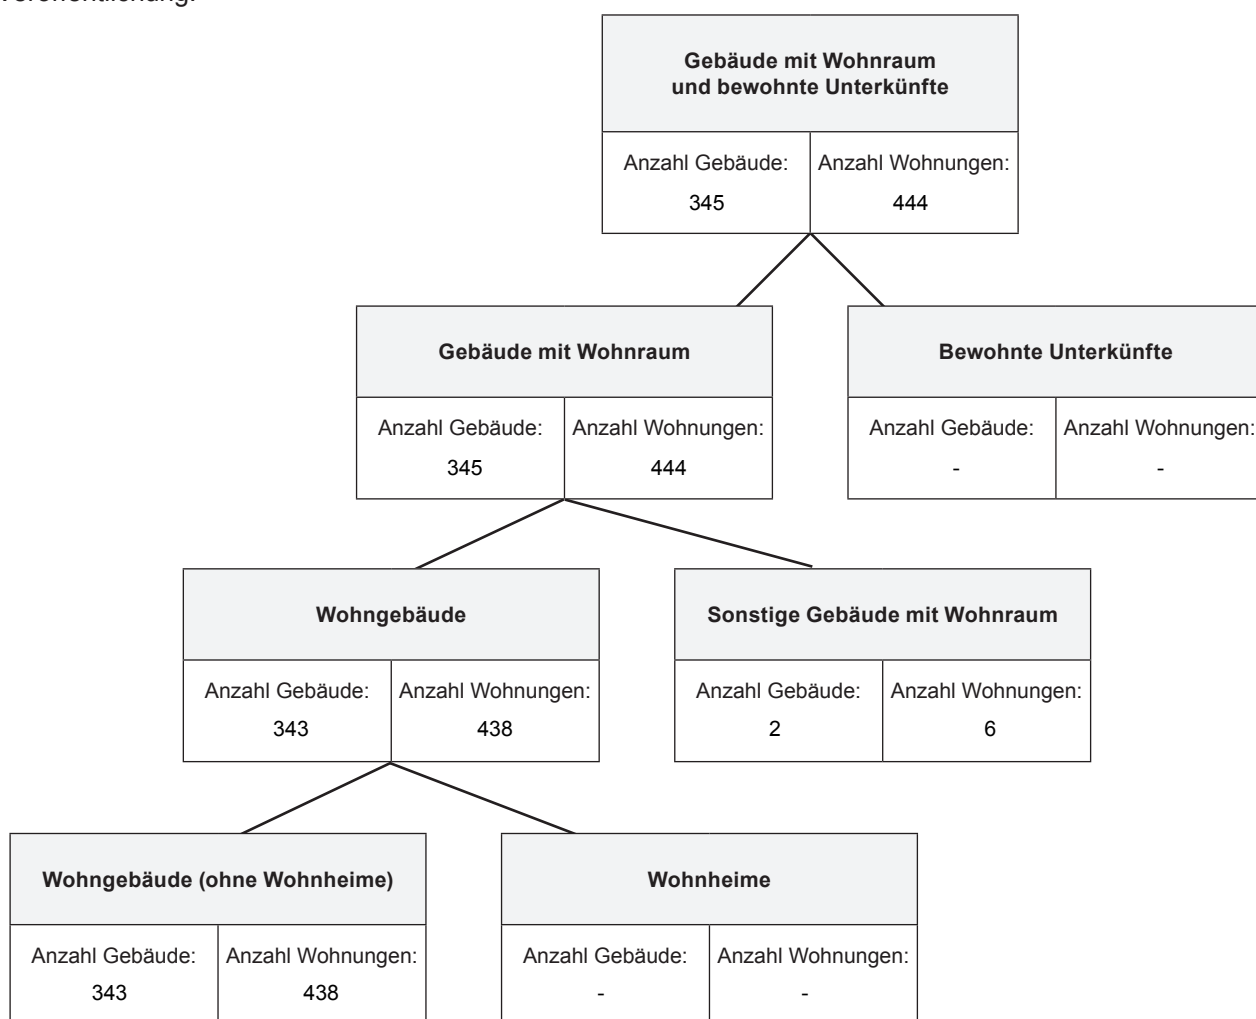 Gebäude mit Wohnraum
und bewohnte Unterkünfte
Anzahl Gebäude: Anzahl Wohnungen:
345 444
Gebäude mit Wohnraum
Anzahl Gebäude: Anzahl Wohnungen:
345 444
Bewohnte Unterkünfte
Anzahl Gebäude: Anzahl Wohnungen:
- -
Wohngebäude
Anzahl Gebäude: Anzahl Wohnungen:
343 438
Sonstige Gebäude mit Wohnraum
Anzahl Gebäude: Anzahl Wohnungen:
2 6
Wohngebäude (ohne Wohnheime)
Anzahl Gebäude: Anzahl Wohnungen:
343 438
Wohnheime
Anzahl Gebäude: Anzahl Wohnungen:
- -